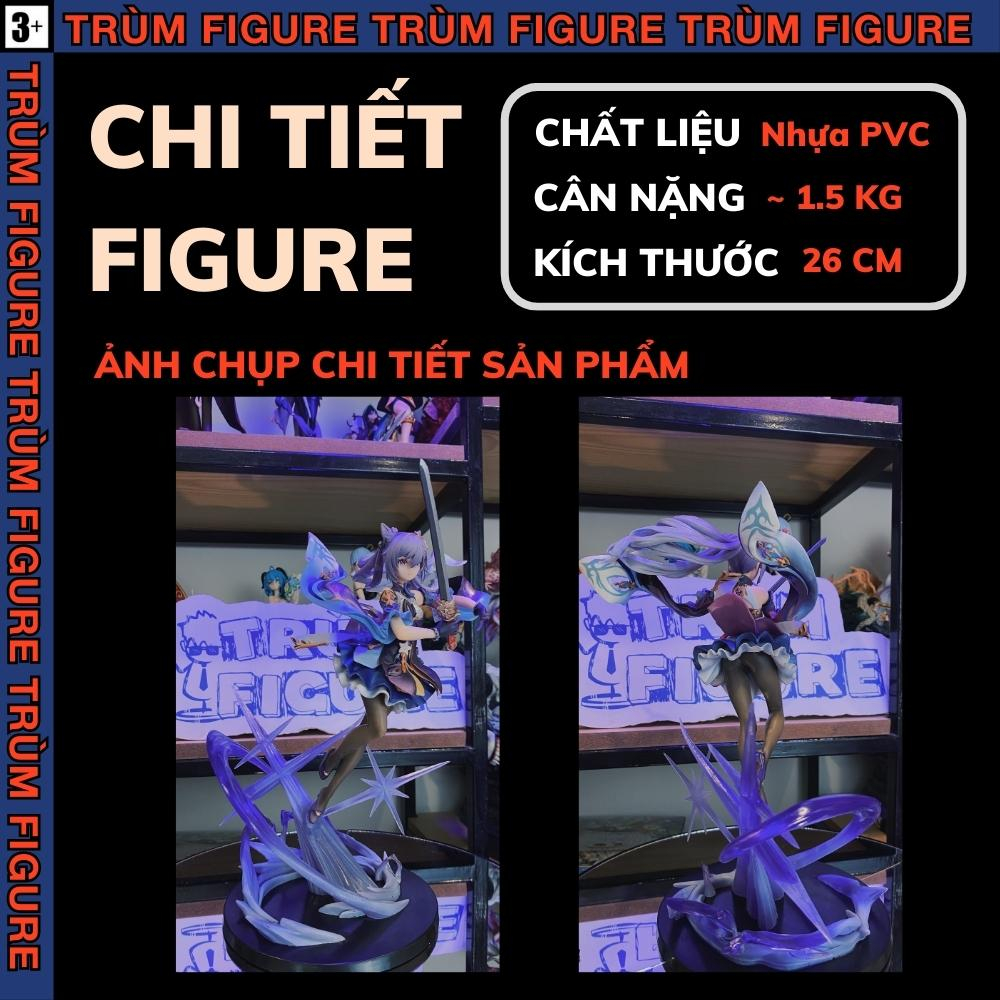 3+
TRÙM FIGURE TRÙM FIGURE TRÙM FIGURE
TRÙM FIGURE TRÙM FIGURE TRÙM FIGURE
CHI TIẾT
FIGURE
CHẤT LIỆU Nhựa PVC
CÂN NẶNG ~ 1.5 KG
KÍCH THƯỚC 26 CM
ẢNH CHỤP CHI TIẾT SẢN PHẨM
TRÙM
FIGURE
TRÙM
FIGURE